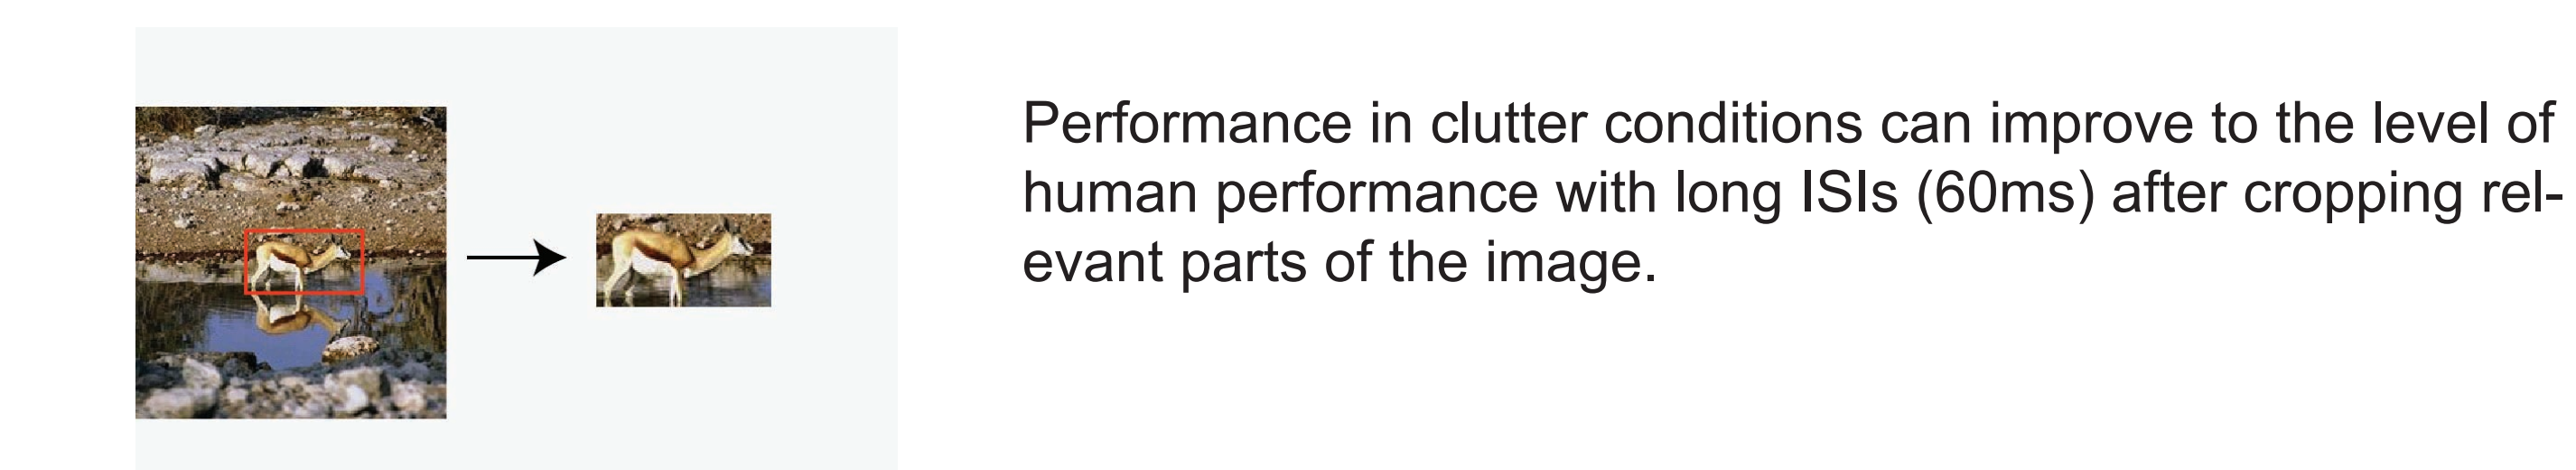 Performance in clutter conditions can improve to the level of
human performance with long ISIs (60ms) after cropping rel-
evant parts of the image.